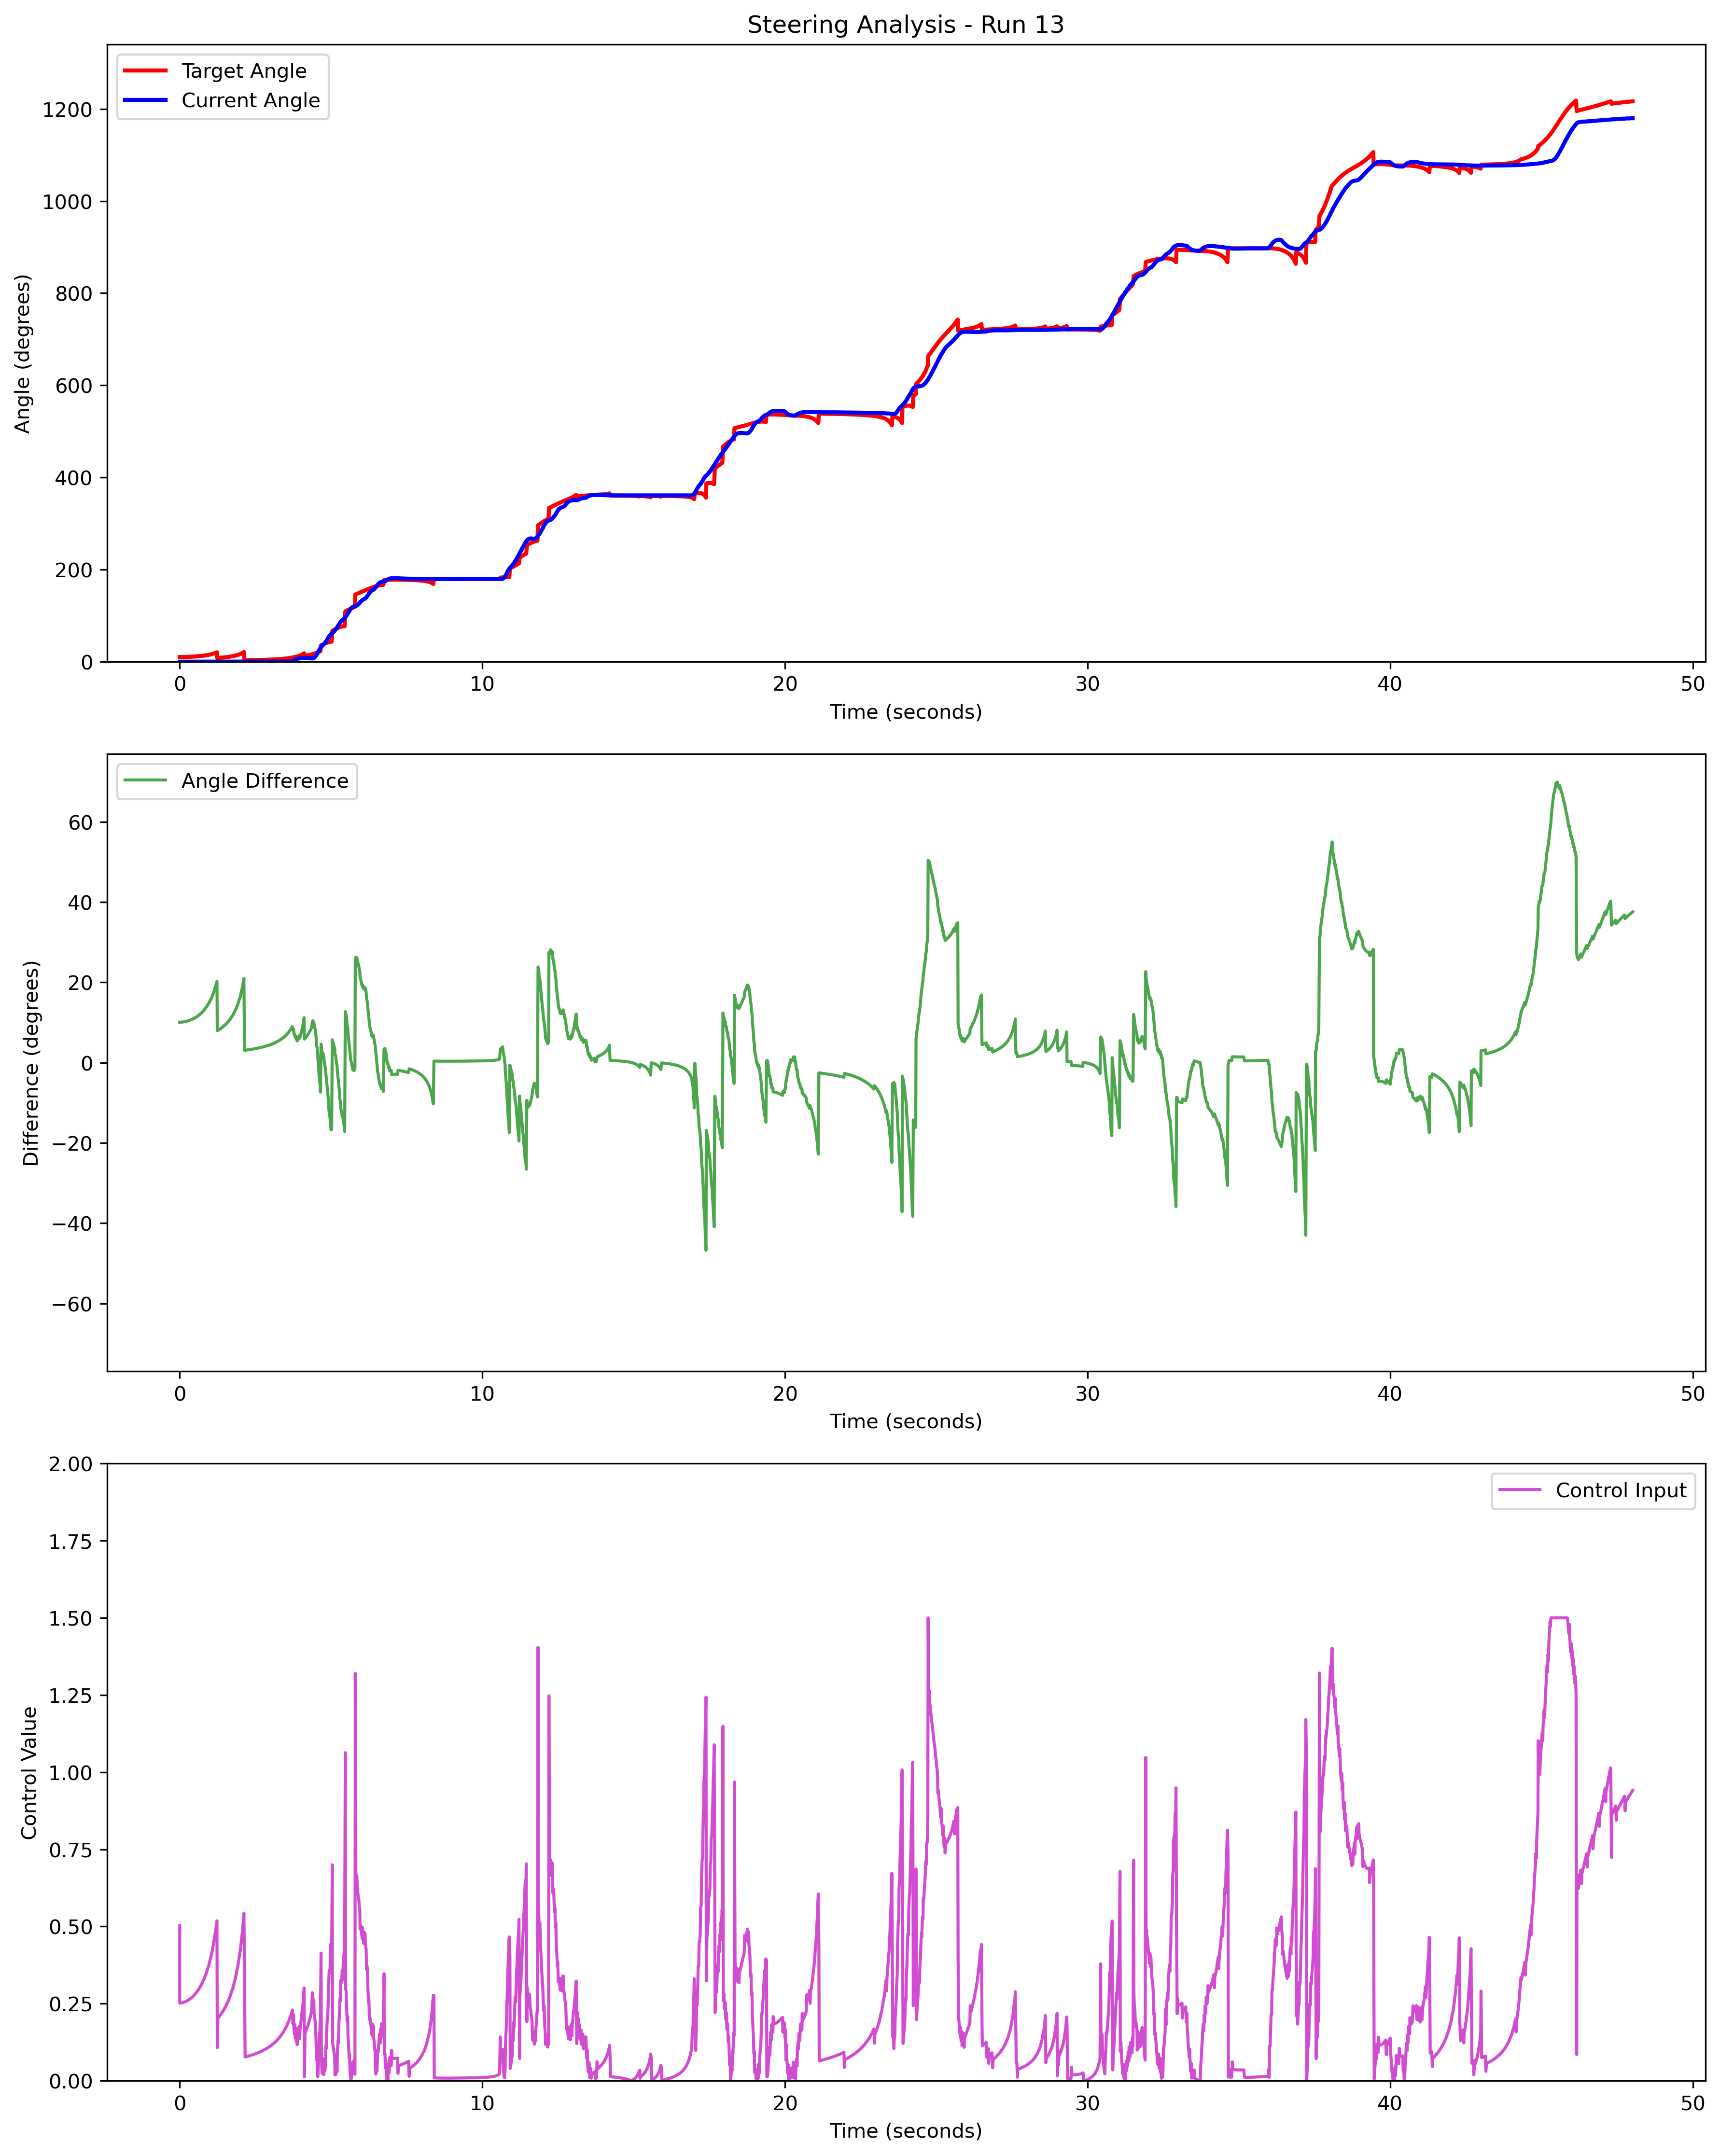 Steering Analysis - Run 13
Target Angle
Current Angle
Angle (degrees)
1200
1000
800
600
400
200
0
0 10 20 30 40 50
Time (seconds)
Angle Difference
Difference (degrees)
60
40
20
0
−20
−40
−60
0 10 20 30 40 50
Time (seconds)
Control Input
Control Value
2.00
1.75
1.50
1.25
1.00
0.75
0.50
0.25
0.00
0 10 20 30 40 50
Time (seconds)